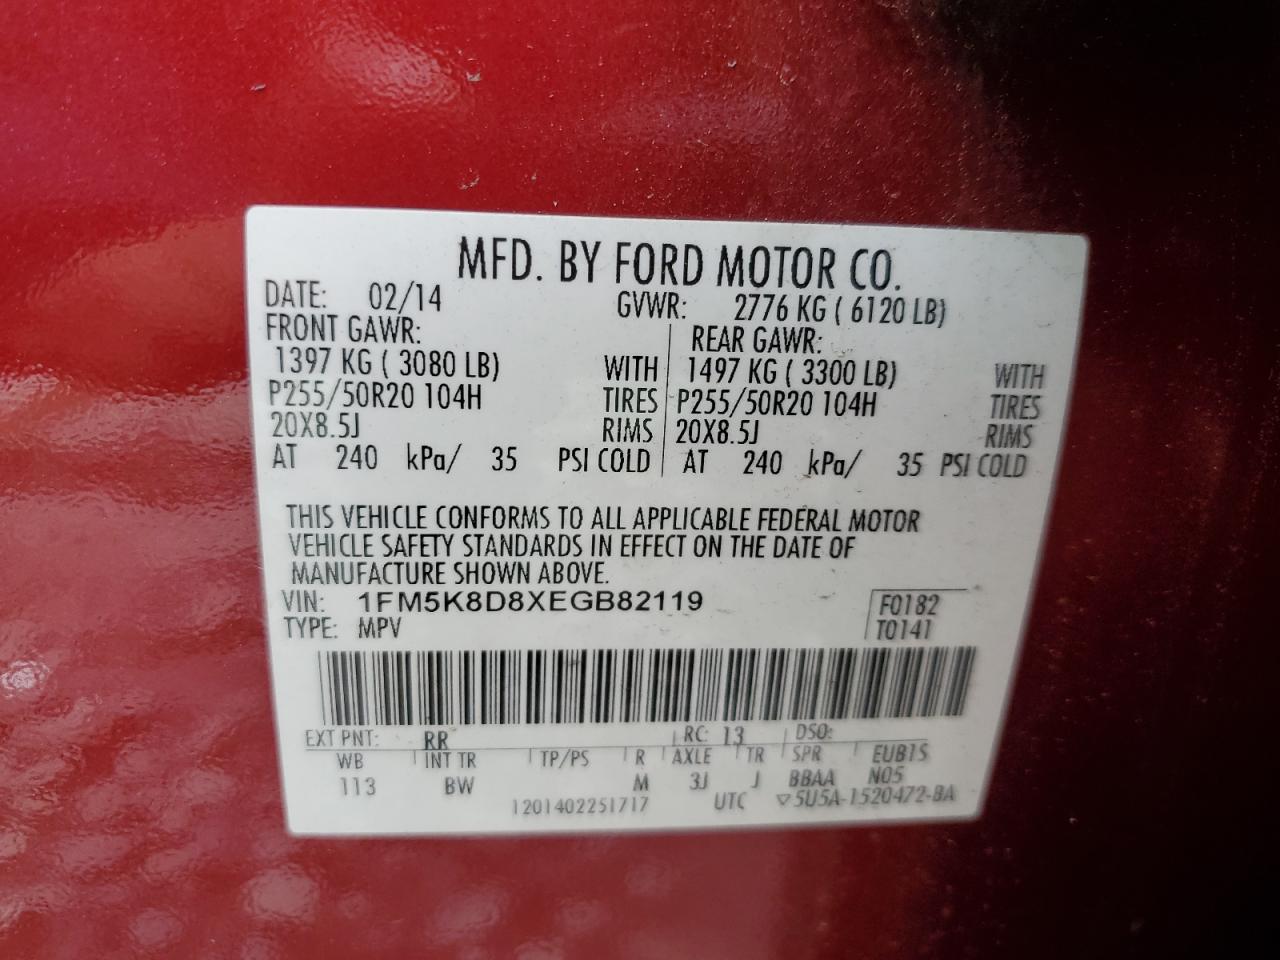 MFD. BY FORD MOTOR CO.
DATE: 02/14 GVWR: 2776 KG ( 6120 LB)
FRONT GAWR: REAR GAWR:
1397 KG ( 3080 LB) WITH 1497 KG ( 3300 LB) WITH
P255/50R20 104H TIRES P255/50R20 104H TIRES
20X8.5J RIMS 20X8.5J RIMS
AT 240 kPa/ 35 PSI COLD AT 240 kPa/ 35 PSI COLD
THIS VEHICLE CONFORMS TO ALL APPLICABLE FEDERAL MOTOR
VEHICLE SAFETY STANDARDS IN EFFECT ON THE DATE OF
MANUFACTURE SHOWN ABOVE.
VIN: 1FM5K8D8XEGB82119 F0182
TYPE: MPV T0141
EXT PNT: RR RC: 13 DSO:
WB INT TR TP/PS R AXLE TR SPR EUB1S
113 BW M 3J J BBAA N05
1201402251717 UTC ▽5U5A-1520472-BA